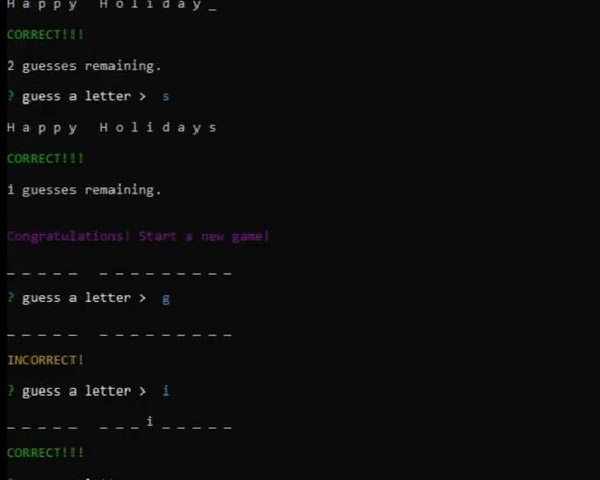 H a p p y   H o l i d a y _
CORRECT!!!
2 guesses remaining.
? guess a letter >  s
H a p p y   H o l i d a y s
CORRECT!!!
1 guesses remaining.
Congratulations! Start a new game!
_ _ _ _ _   _ _ _ _ _ _ _ _ _
? guess a letter >  g
_ _ _ _ _   _ _ _ _ _ _ _ _ _
INCORRECT!
? guess a letter >  i
_ _ _ _ _   _ _ _ i _ _ _ _ _
CORRECT!!!